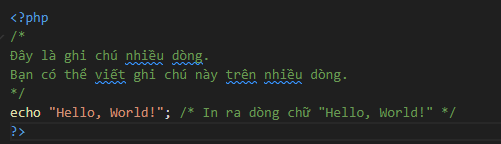 <?php
/*
Đây là ghi chú nhiều dòng.
Bạn có thể viết ghi chú này trên nhiều dòng.
*/
echo "Hello, World!"; /* In ra dòng chữ "Hello, World!" */
?>